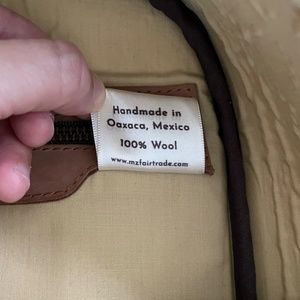 Handmade in
Oaxaca, Mexico
100% Wool
www.mzfairtrade.com